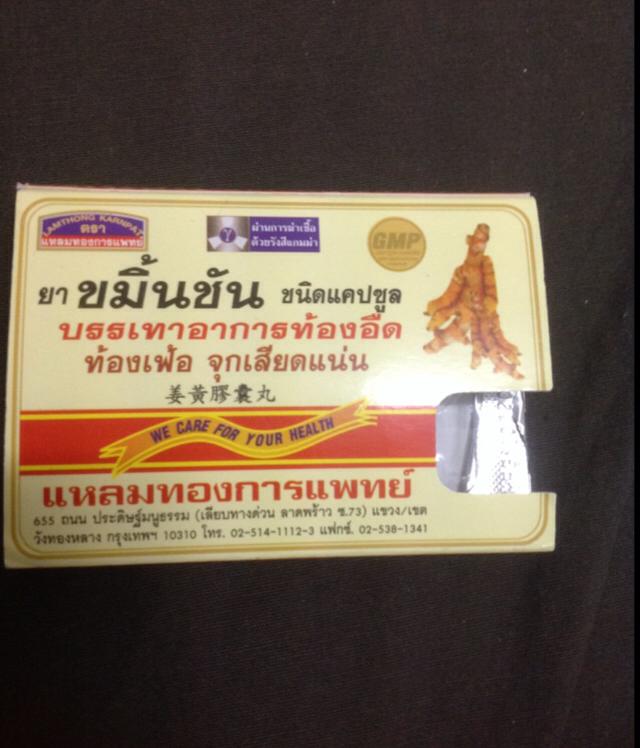 LAMTHONG KARNPAT
ตรา
แหลมทองการแพทย์
ผ่านการฆ่าเชื้อ
ด้วยรังสีแกมม่า
GMP
ยา ขมิ้นชัน ชนิดแคปซูล
บรรเทาอาการท้องอืด
ท้องเฟ้อ จุกเสียดแน่น
姜黃膠囊丸
WE CARE FOR YOUR HEALTH
แหลมทองการแพทย์
655 ถนน ประดิษฐ์มนูธรรม (เลียบทางด่วน ลาดพร้าว ซ.73) แขวง/เขต
วังทองหลาง กรุงเทพฯ 10310 โทร. 02-514-1112-3 แฟกซ์. 02-538-1341